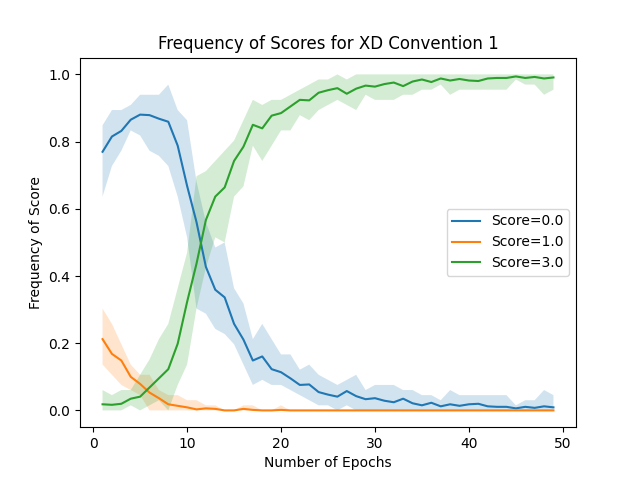 Frequency of Scores for XD Convention 1
Frequency of Score
1.0
0.8
0.6
0.4
0.2
0.0
Score=0.0
Score=1.0
Score=3.0
0 10 20 30 40 50
Number of Epochs